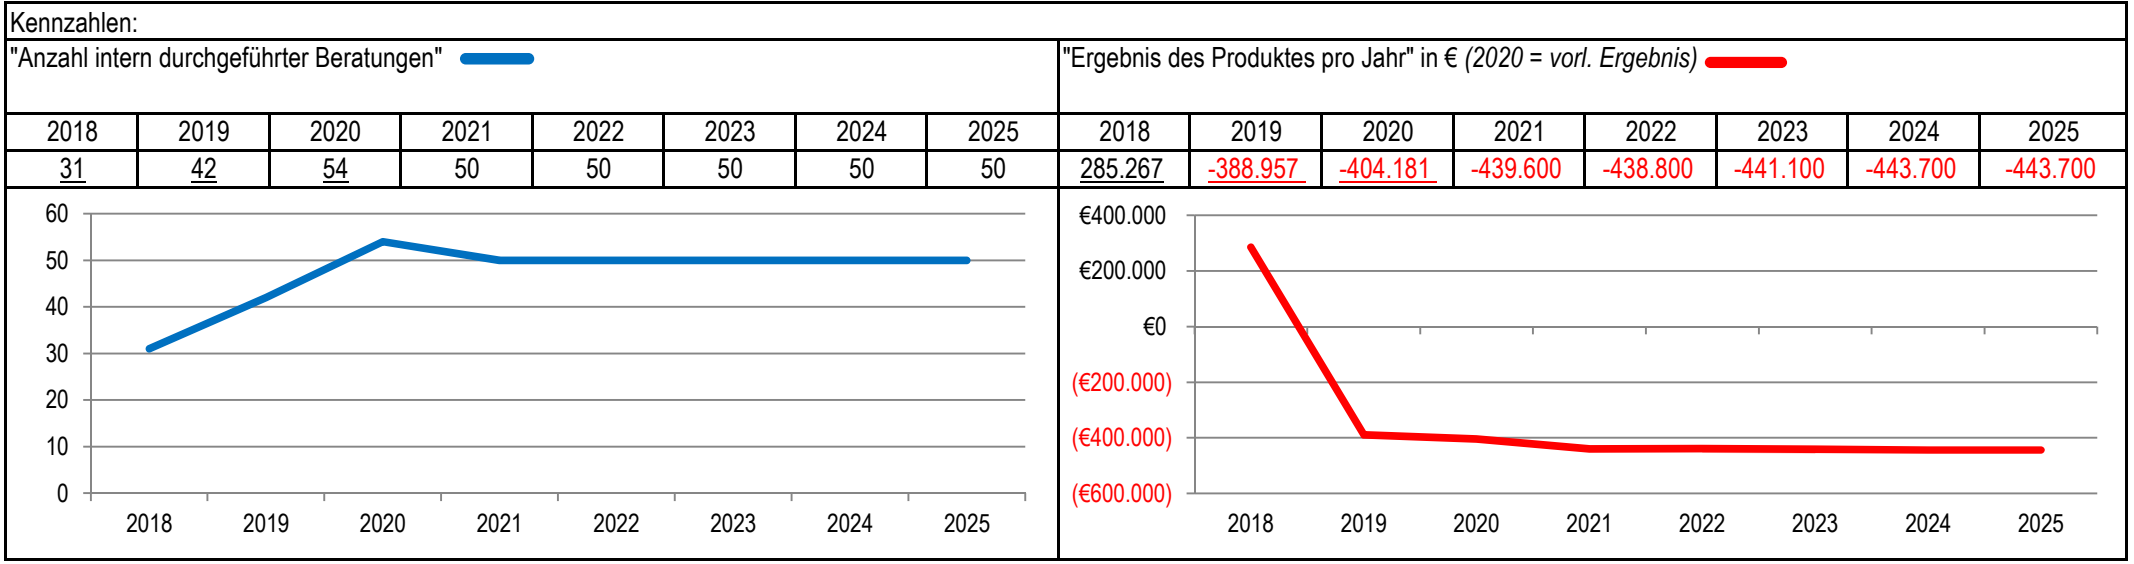 Kennzahlen:
"Anzahl intern durchgeführter Beratungen"
"Ergebnis des Produktes pro Jahr" in € (2020 = vorl. Ergebnis)
2018 2019 2020 2021 2022 2023 2024 2025 2018 2019 2020 2021 2022 2023 2024 2025
31 42 54 50 50 50 50 50 285.267 -388.957 -404.181 -439.600 -438.800 -441.100 -443.700 -443.700
60
50
40
30
20
10
0
2018 2019 2020 2021 2022 2023 2024 2025
€400.000
€200.000
€0
(€200.000)
(€400.000)
(€600.000)
2018 2019 2020 2021 2022 2023 2024 2025